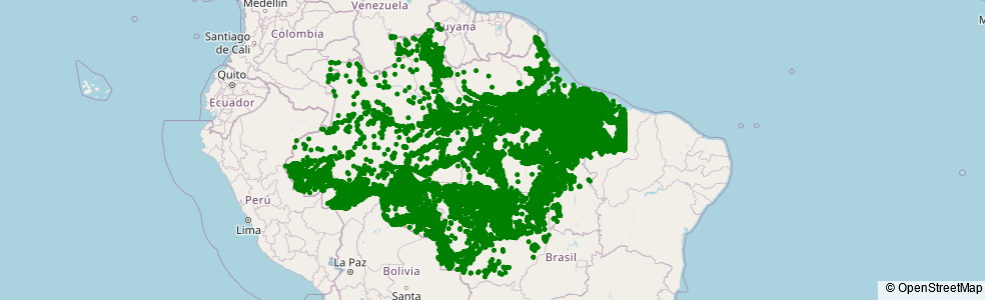 Medellín
Venezuela
Guyana
Santiago
de Cali
Colombia
Quito
Ecuador
Perú
Lima
La Paz
Bolivia
Brasil
Santa
© OpenStreetMap